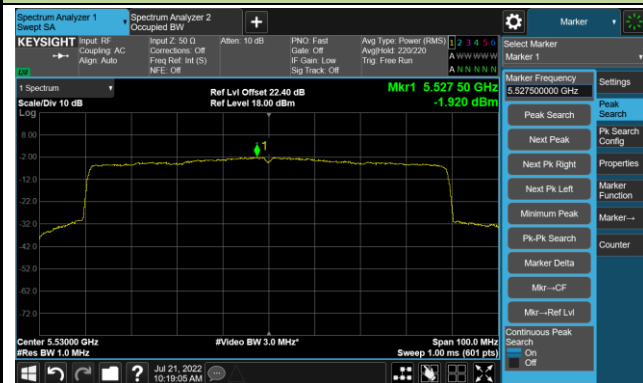 Spectrum Analyzer 1
Swept SA
Spectrum Analyzer 2
Occupied BW
Marker
KEYSIGHT
Input: RF
Coupling: AC
Align: Auto
Input Z: 50 Ω
Corrections: Off
Freq Ref: Int (S)
NFE: Off
Atten: 10 dB
PNO: Fast
Gate: Off
IF Gain: Low
Sig Track: Off
Avg Type: Power (RMS)
Avg|Hold: 220/220
Trig: Free Run
1 2 3 4 5 6
A W W W W W
A N N N N N
Select Marker
Marker 1
1 Spectrum
Scale/Div 10 dB
Log
Ref Lvl Offset 22.40 dB
Ref Level 18.00 dBm
Mkr1 5.527 50 GHz
-1.920 dBm
8.00
-2.00
-12.0
-22.0
-32.0
-42.0
-52.0
-62.0
-72.0
1
Center 5.53000 GHz
#Res BW 1.0 MHz
#Video BW 3.0 MHz*
Span 100.0 MHz
Sweep 1.00 ms (601 pts)
Marker Frequency
5.527500000 GHz
Peak Search
Next Peak
Next Pk Right
Next Pk Left
Minimum Peak
Pk-Pk Search
Marker Delta
Mkr→CF
Mkr→Ref Lvl
Continuous Peak
Search
On
Off
Settings
Peak
Search
Pk Search
Config
Properties
Marker
Function
Marker→
Counter
Jul 21, 2022
10:19:05 AM